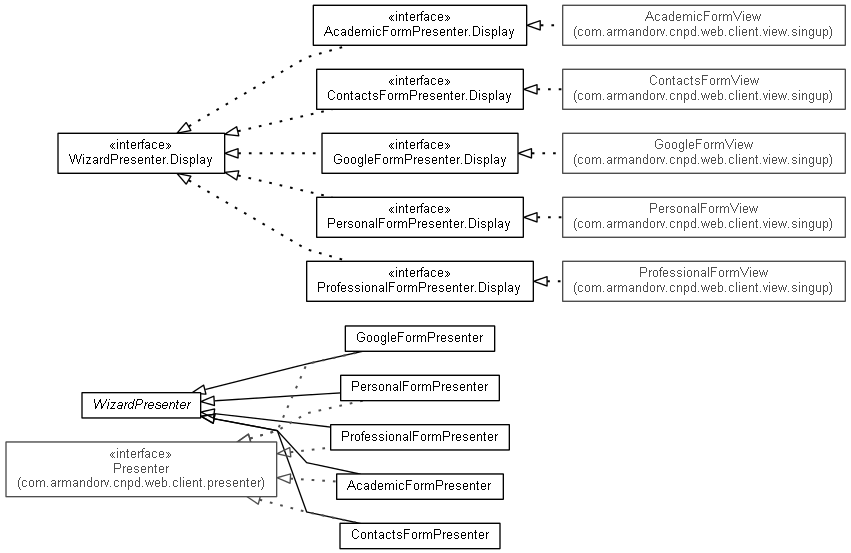 «interface»
AcademicFormPresenter.Display
AcademicFormView
(com.armandorv.cnpd.web.client.view.singup)
«interface»
ContactsFormPresenter.Display
ContactsFormView
(com.armandorv.cnpd.web.client.view.singup)
«interface»
WizardPresenter.Display
«interface»
GoogleFormPresenter.Display
GoogleFormView
(com.armandorv.cnpd.web.client.view.singup)
«interface»
PersonalFormPresenter.Display
PersonalFormView
(com.armandorv.cnpd.web.client.view.singup)
«interface»
ProfessionalFormPresenter.Display
ProfessionalFormView
(com.armandorv.cnpd.web.client.view.singup)
GoogleFormPresenter
PersonalFormPresenter
WizardPresenter
ProfessionalFormPresenter
«interface»
Presenter
(com.armandorv.cnpd.web.client.presenter)
AcademicFormPresenter
ContactsFormPresenter